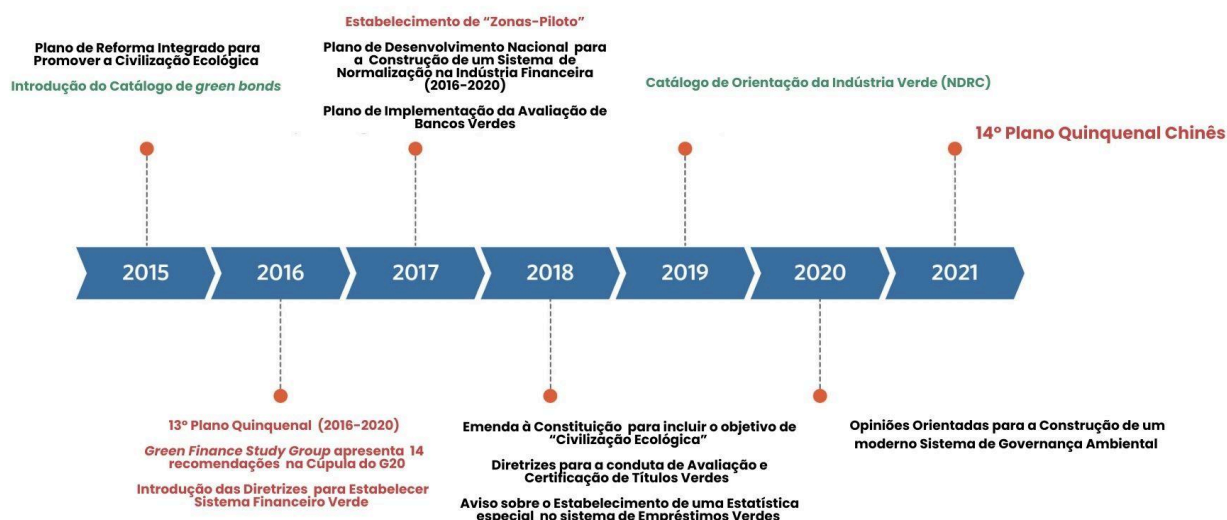 Plano de Reforma Integrado para
Promover a Civilização Ecológica
Introdução do Catálogo de green bonds
Estabelecimento de “Zonas-Piloto”
Plano de Desenvolvimento Nacional para
a Construção de um Sistema de
Normalização na Indústria Financeira
(2016-2020)
Plano de Implementação da Avaliação de
Bancos Verdes
Catálogo de Orientação da Indústria Verde (NDRC)
14º Plano Quinquenal Chinês
2015
2016
2017
2018
2019
2020
2021
13º Plano Quinquenal (2016-2020)
Green Finance Study Group apresenta 14
recomendações na Cúpula do G20
Introdução das Diretrizes para Estabelecer
Sistema Financeiro Verde
Emenda à Constituição para incluir o objetivo de
“Civilização Ecológica”
Diretrizes para a conduta de Avaliação e
Certificação de Títulos Verdes
Aviso sobre o Estabelecimento de uma Estatística
especial no sistema de Empréstimos Verdes
Opiniões Orientadas para a Construção de um
moderno Sistema de Governança Ambiental